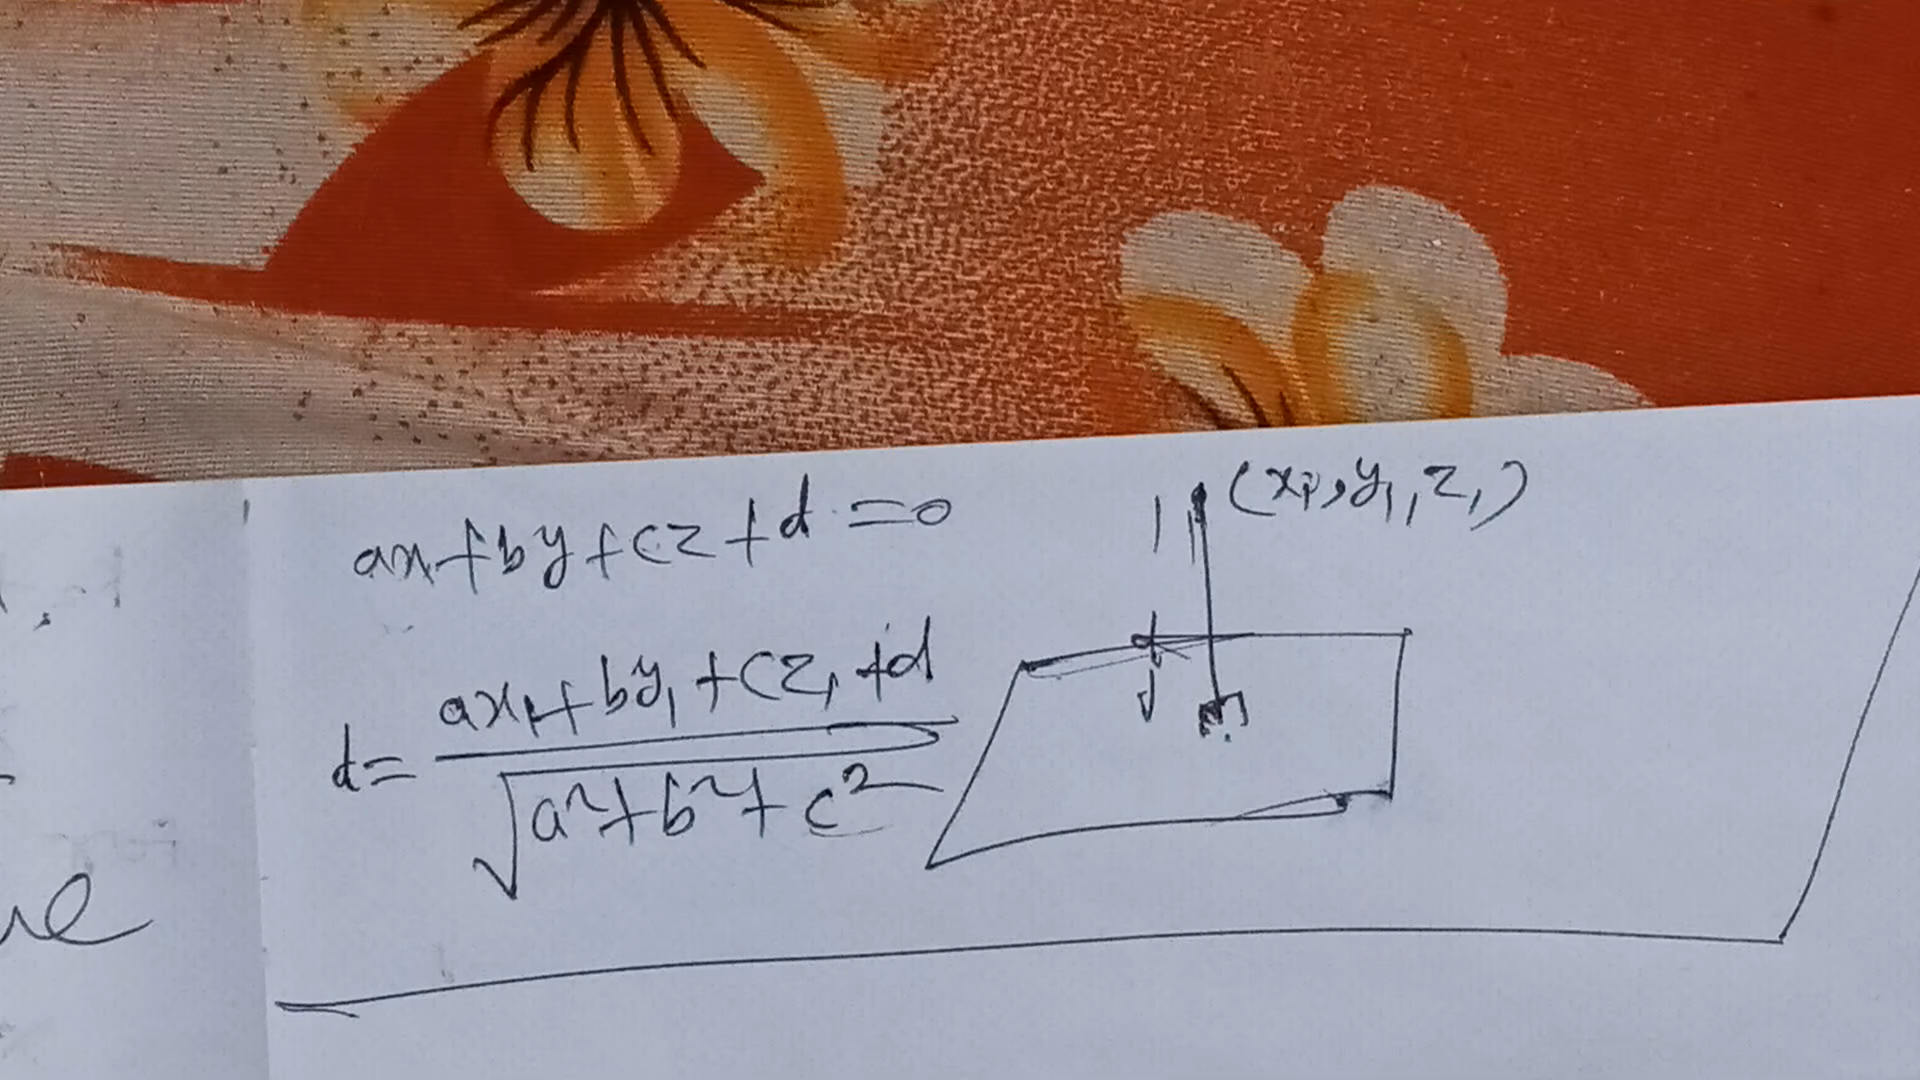 ax+by+cz+d=0
(x₁,y₁,z₁)
d= (ax₁+by₁+cz₁+d)/√(a²+b²+c²)
d